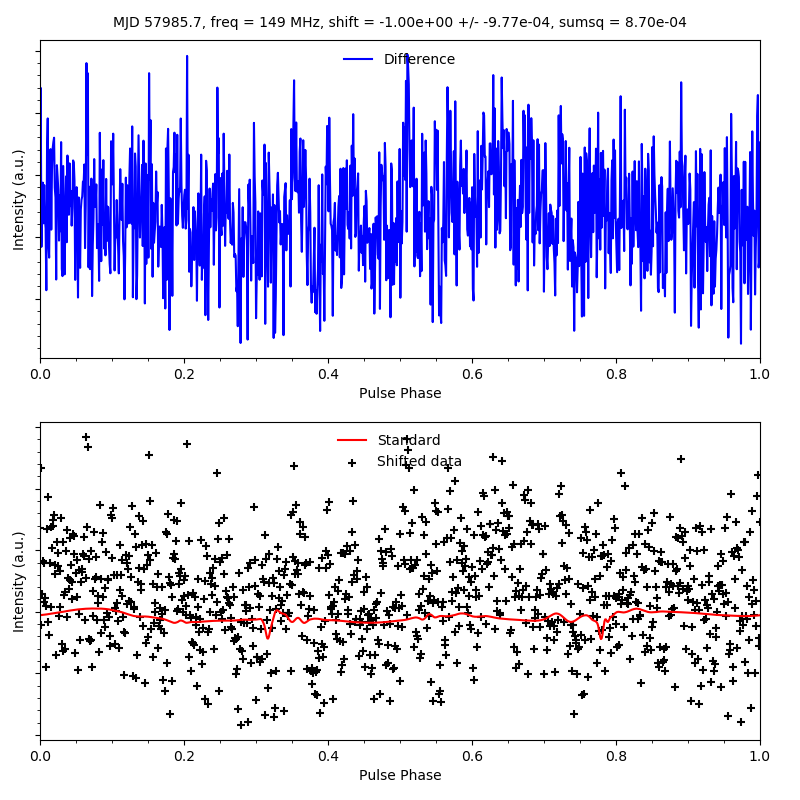 MJD 57985.7, freq = 149 MHz, shift = -1.00e+00 +/- -9.77e-04, sumsq = 8.70e-04
Difference
Intensity (a.u.)
0.0 0.2 0.4 0.6 0.8 1.0
Pulse Phase
Standard
Shifted data
Intensity (a.u.)
0.0 0.2 0.4 0.6 0.8 1.0
Pulse Phase